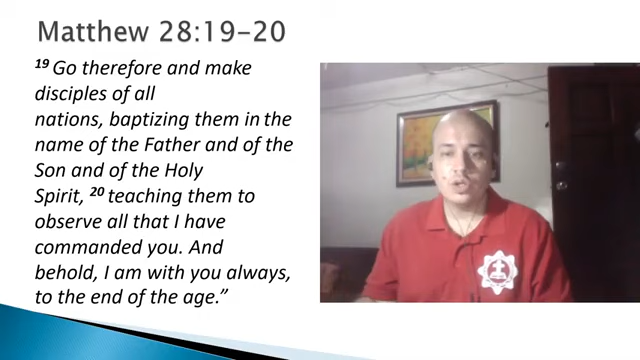 Matthew 28:19-20
19 Go therefore and make
disciples of all
nations, baptizing them in the
name of the Father and of the
Son and of the Holy
Spirit, 20 teaching them to
observe all that I have
commanded you. And
behold, I am with you always,
to the end of the age.”